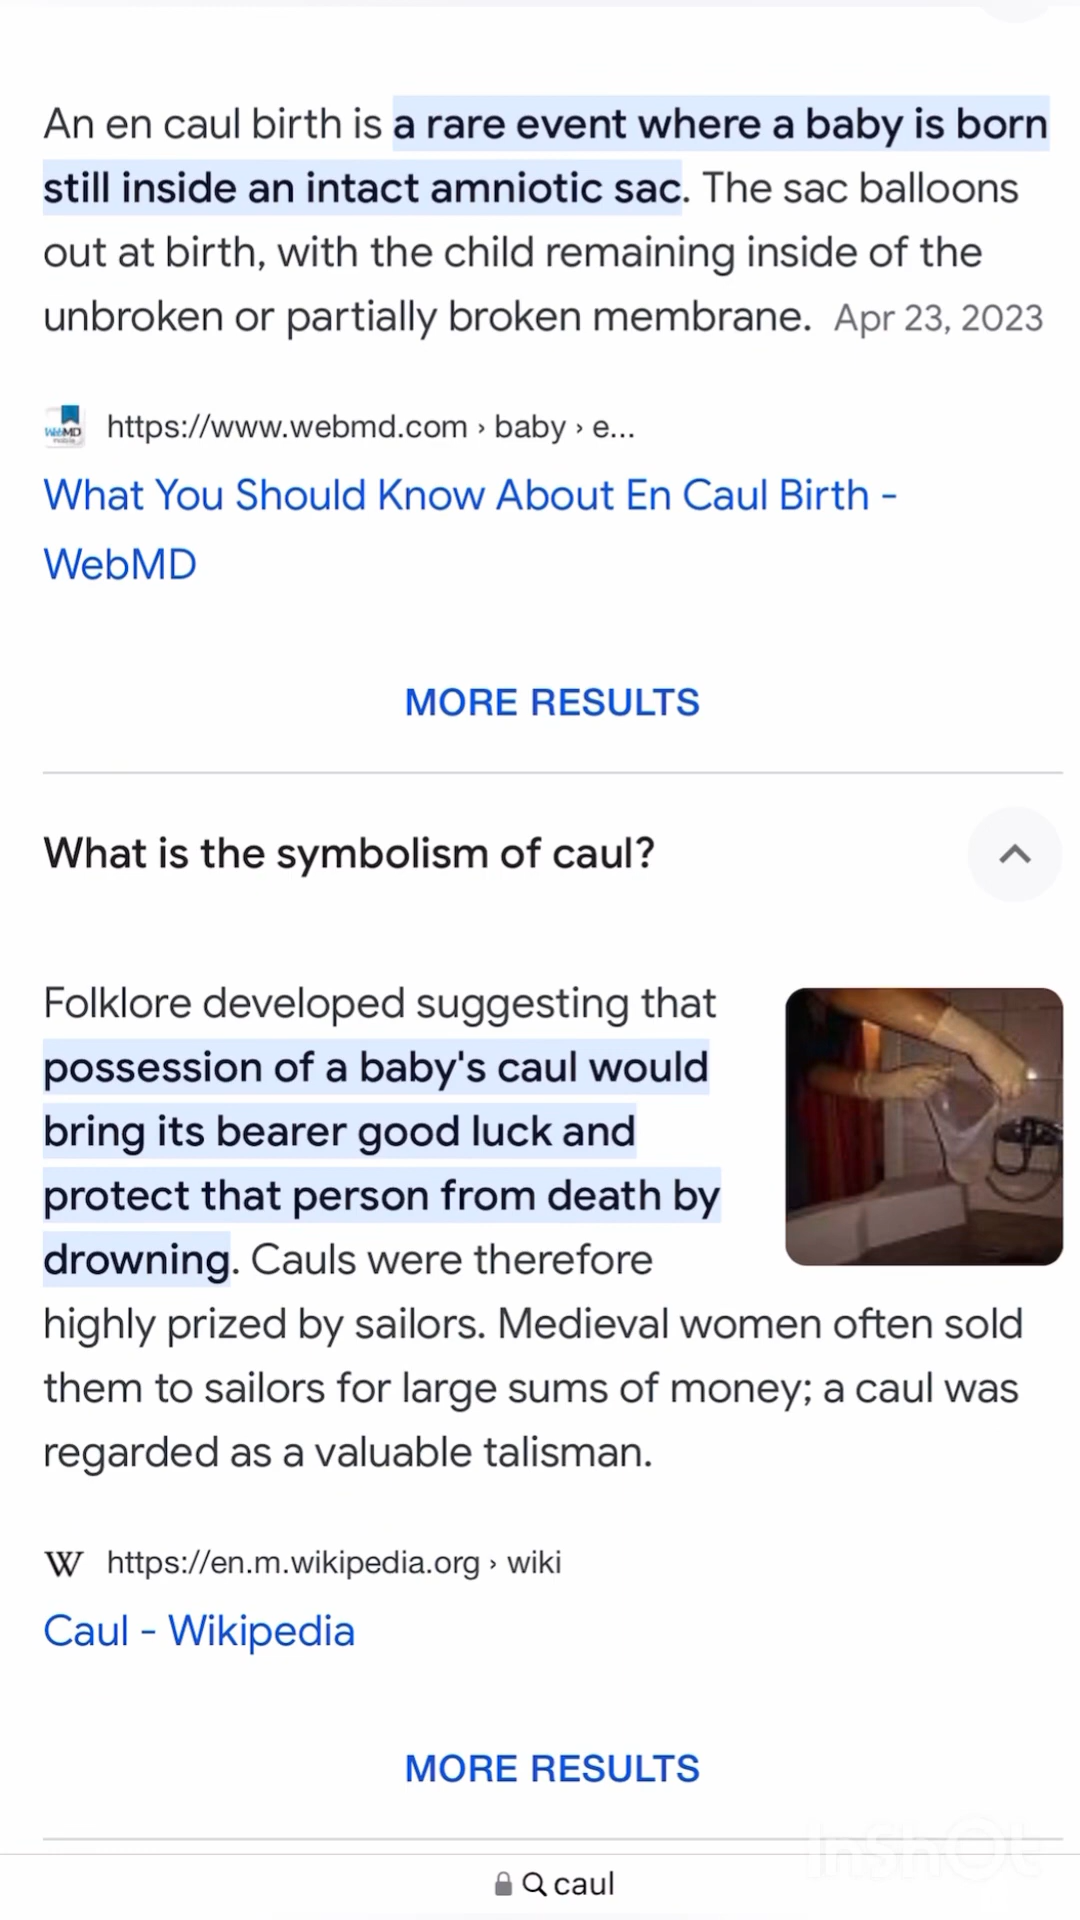 An en caul birth is a rare event where a baby is born
still inside an intact amniotic sac. The sac balloons
out at birth, with the child remaining inside of the
unbroken or partially broken membrane. Apr 23, 2023
WebMD
https://www.webmd.com › baby › e...
What You Should Know About En Caul Birth -
WebMD
MORE RESULTS
What is the symbolism of caul?
Folklore developed suggesting that
possession of a baby's caul would
bring its bearer good luck and
protect that person from death by
drowning. Cauls were therefore
highly prized by sailors. Medieval women often sold
them to sailors for large sums of money; a caul was
regarded as a valuable talisman.
W https://en.m.wikipedia.org › wiki
Caul - Wikipedia
MORE RESULTS
InShOt
caul